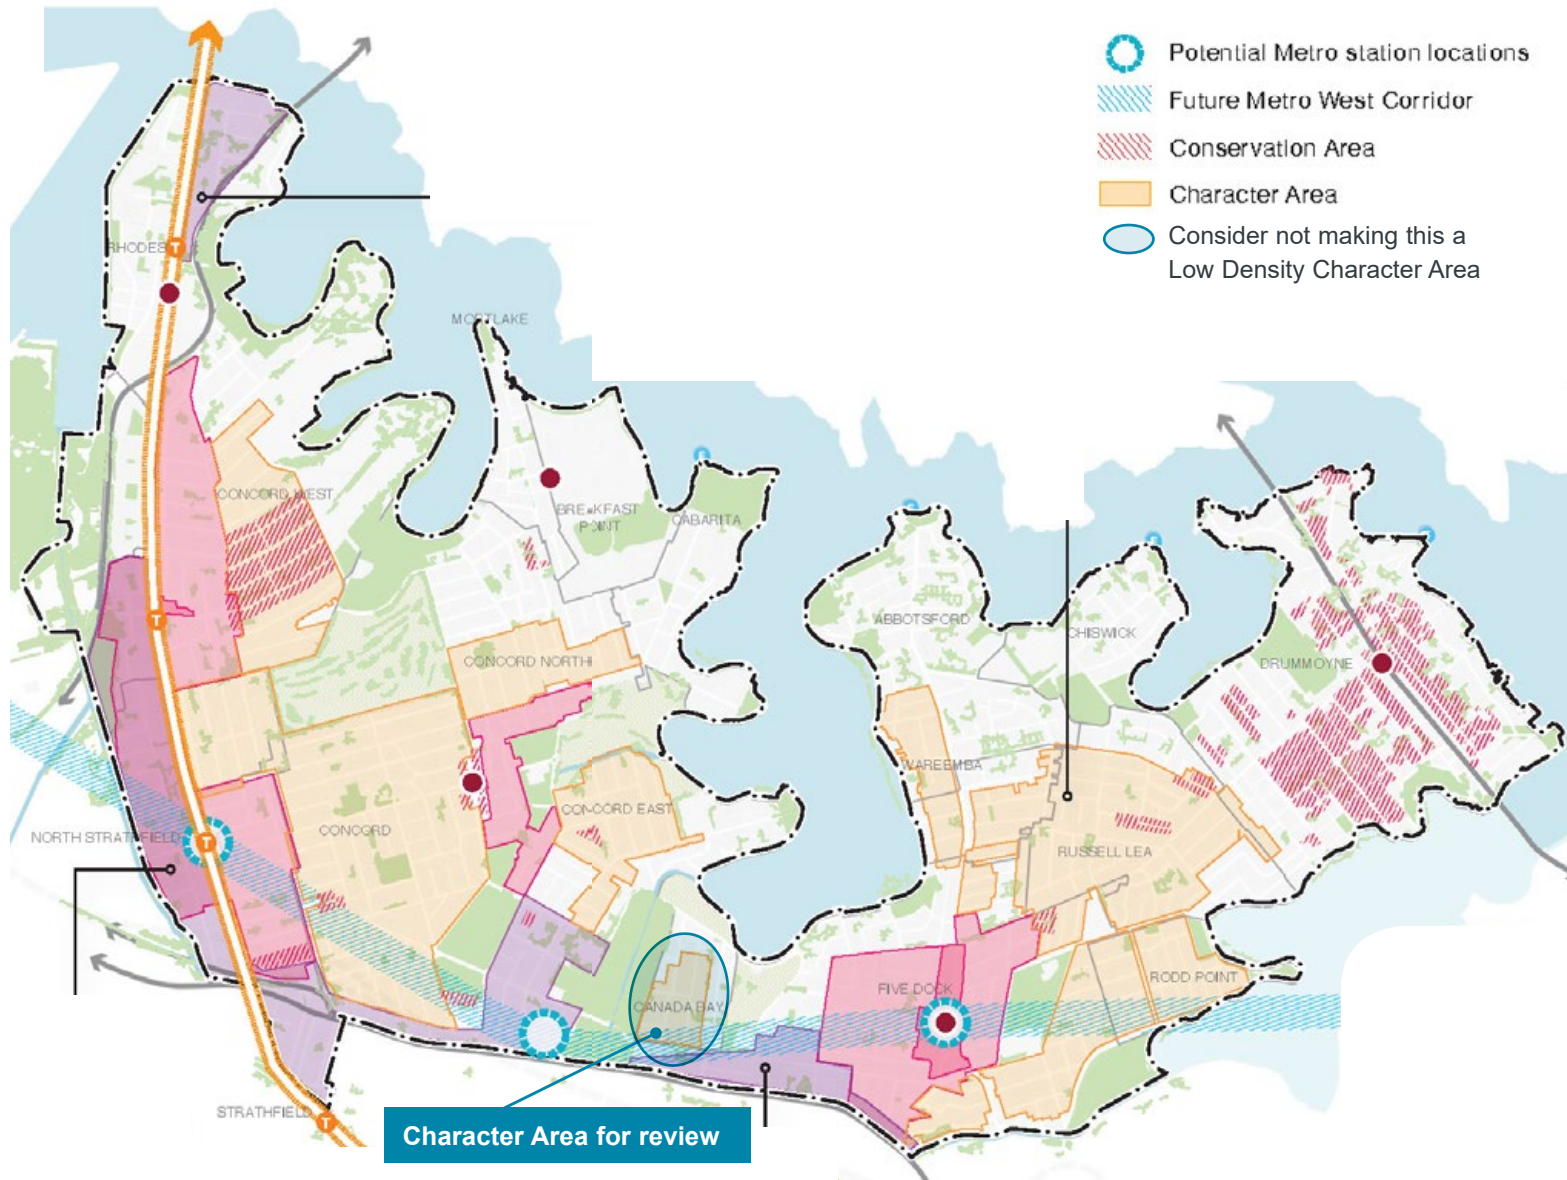 Potential Metro station locations
Future Metro West Corridor
Conservation Area
Character Area
Consider not making this a
Low Density Character Area
RHODES
T
MORTLAKE
CONCORD WEST
BREAKFAST
POINT
CABARITA
T
ABBOTSFORD
CHISWICK
DRUMMOYNE
CONCORD NORTH
WAREEMBA
CONCORD EAST
CONCORD
NORTH STRATHFIELD
T
RUSSELL LEA
FIVE DOCK
RODD POINT
CANADA BAY
STRATHFIELD
T
Character Area for review